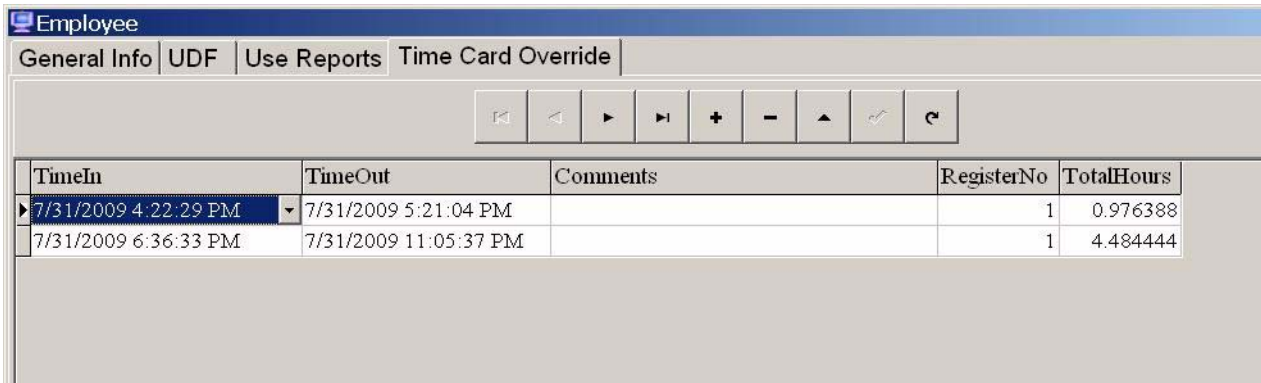 Employee
General Info UDF Use Reports Time Card Override
TimeIn TimeOut Comments RegisterNo TotalHours
7/31/2009 4:22:29 PM 7/31/2009 5:21:04 PM 1 0.976388
7/31/2009 6:36:33 PM 7/31/2009 11:05:37 PM 1 4.484444